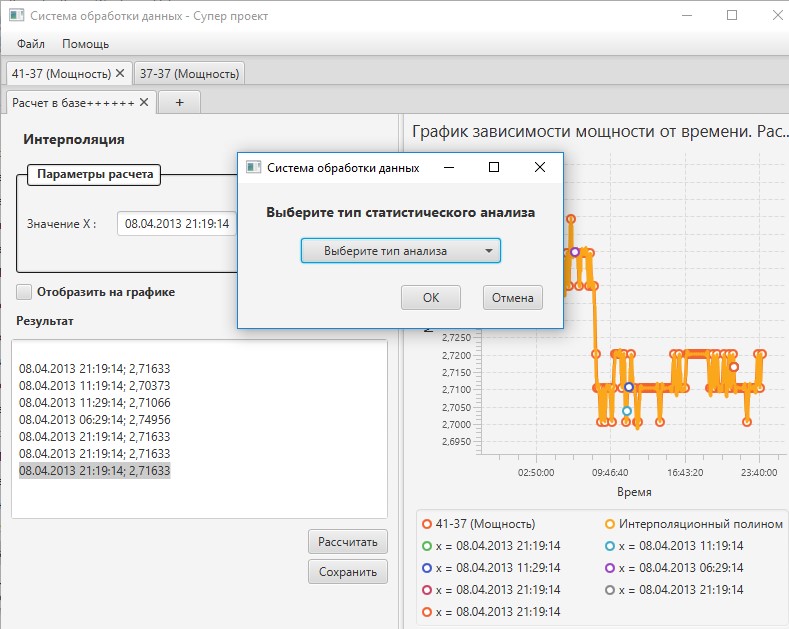 Система обработки данных - Супер проект
Файл Помощь
41-37 (Мощность) 37-37 (Мощность)
Расчет в базе++++++ +
Интерполяция
Параметры расчета
Значение X : 08.04.2013 21:19:14
Отобразить на графике
Результат
08.04.2013 21:19:14; 2,71633
08.04.2013 11:19:14; 2,70373
08.04.2013 11:29:14; 2,71066
08.04.2013 06:29:14; 2,74956
08.04.2013 21:19:14; 2,71633
08.04.2013 21:19:14; 2,71633
08.04.2013 21:19:14; 2,71633
Рассчитать
Сохранить
Система обработки данных
Выберите тип статистического анализа
Выберите тип анализа
ОК Отмена
График зависимости мощности от времени. Рас..
2,7250
2,7200
2,7150
2,7100
2,7050
2,7000
2,6950
02:50:00 09:46:40 16:43:20 23:40:00
Время
41-37 (Мощность) Интерполяционный полином
x = 08.04.2013 21:19:14 x = 08.04.2013 11:19:14
x = 08.04.2013 11:29:14 x = 08.04.2013 06:29:14
x = 08.04.2013 21:19:14 x = 08.04.2013 21:19:14
x = 08.04.2013 21:19:14